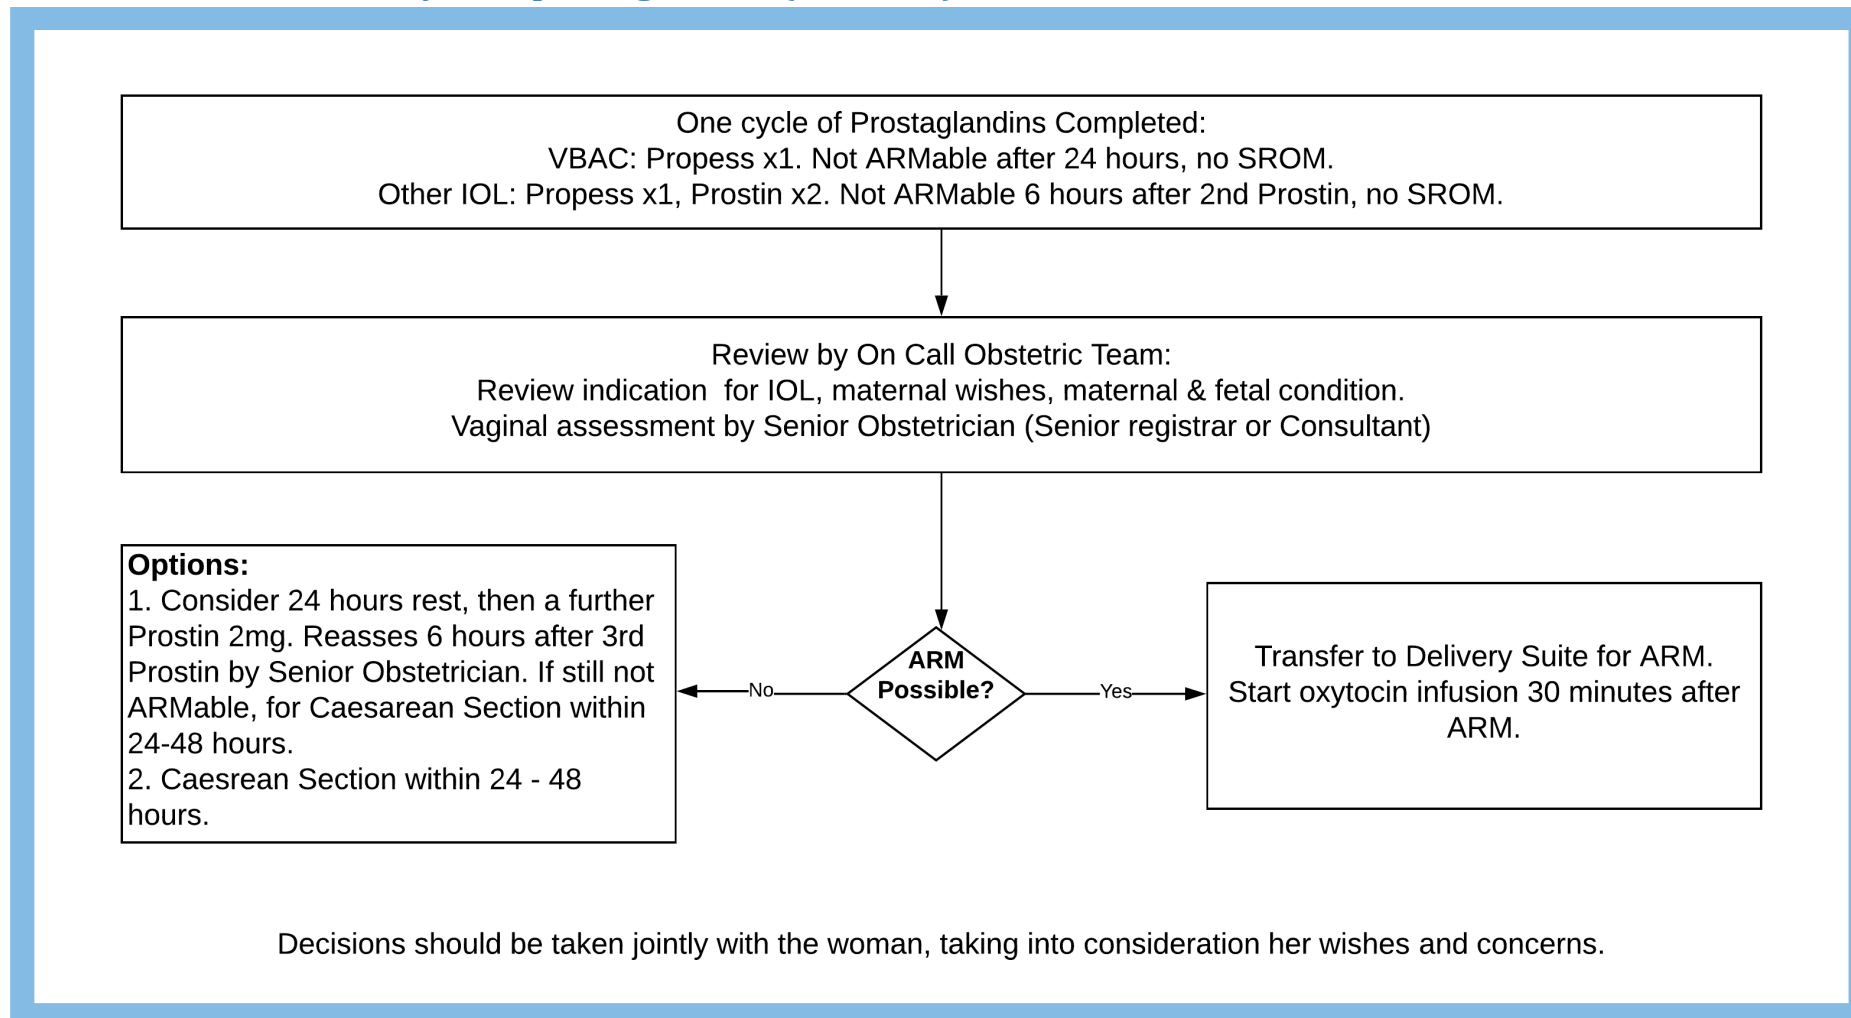 One cycle of Prostaglandins Completed:
VBAC: Propess x1. Not ARMable after 24 hours, no SROM.
Other IOL: Propess x1, Prostin x2. Not ARMable 6 hours after 2nd Prostin, no SROM.
Review by On Call Obstetric Team:
Review indication  for IOL, maternal wishes, maternal & fetal condition.
Vaginal assessment by Senior Obstetrician (Senior registrar or Consultant)
Options:
1. Consider 24 hours rest, then a further
Prostin 2mg. Reasses 6 hours after 3rd
Prostin by Senior Obstetrician. If still not
ARMable, for Caesarean Section within
24-48 hours.
2. Caesrean Section within 24 - 48
hours.
No
ARM
Possible?
Yes
Transfer to Delivery Suite for ARM.
Start oxytocin infusion 30 minutes after
ARM.
Decisions should be taken jointly with the woman, taking into consideration her wishes and concerns.